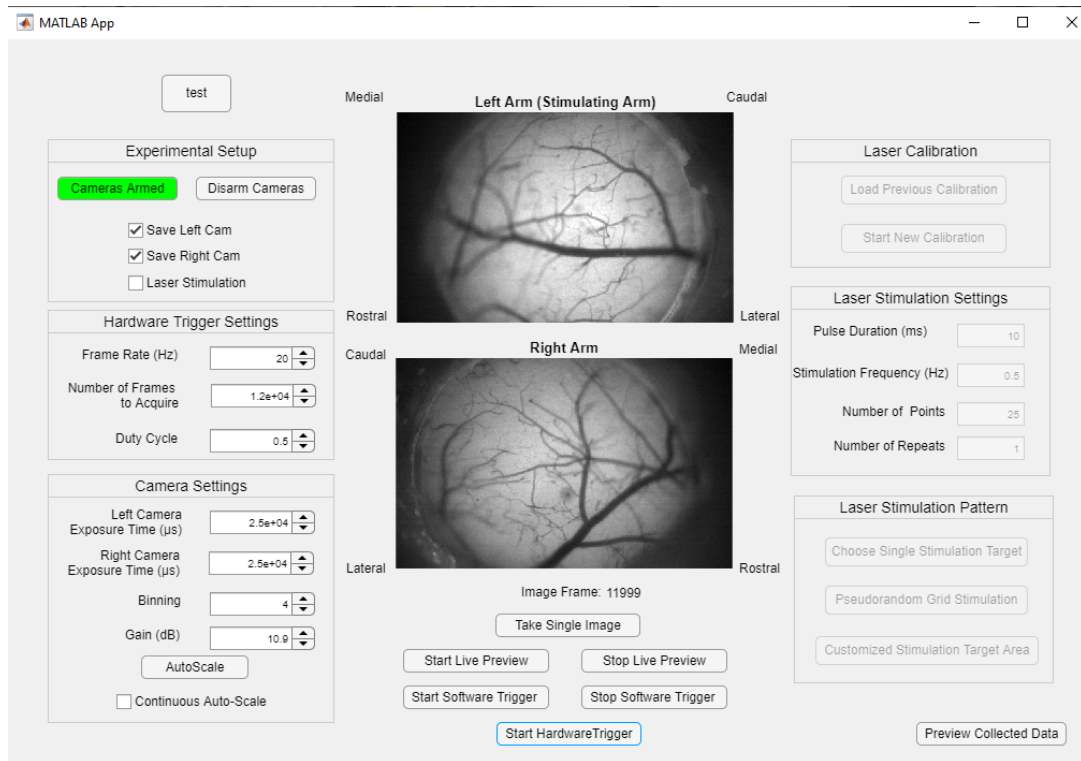 MATLAB App
test
Experimental Setup
Cameras Armed
Disarm Cameras
Save Left Cam
Save Right Cam
Laser Stimulation
Hardware Trigger Settings
Frame Rate (Hz)
20
Number of Frames
to Acquire
1.2e+04
Duty Cycle
0.5
Camera Settings
Left Camera
Exposure Time (µs)
2.5e+04
Right Camera
Exposure Time (µs)
2.5e+04
Binning
4
Gain (dB)
10.9
AutoScale
Continuous Auto-Scale
Medial
Left Arm (Stimulating Arm)
Caudal
Rostral
Lateral
Caudal
Right Arm
Medial
Lateral
Rostral
Image Frame: 11999
Take Single Image
Start Live Preview
Stop Live Preview
Start Software Trigger
Stop Software Trigger
Start HardwareTrigger
Laser Calibration
Load Previous Calibration
Start New Calibration
Laser Stimulation Settings
Pulse Duration (ms)
10
Stimulation Frequency (Hz)
0.5
Number of Points
25
Number of Repeats
1
Laser Stimulation Pattern
Choose Single Stimulation Target
Pseudorandom Grid Stimulation
Customized Stimulation Target Area
Preview Collected Data